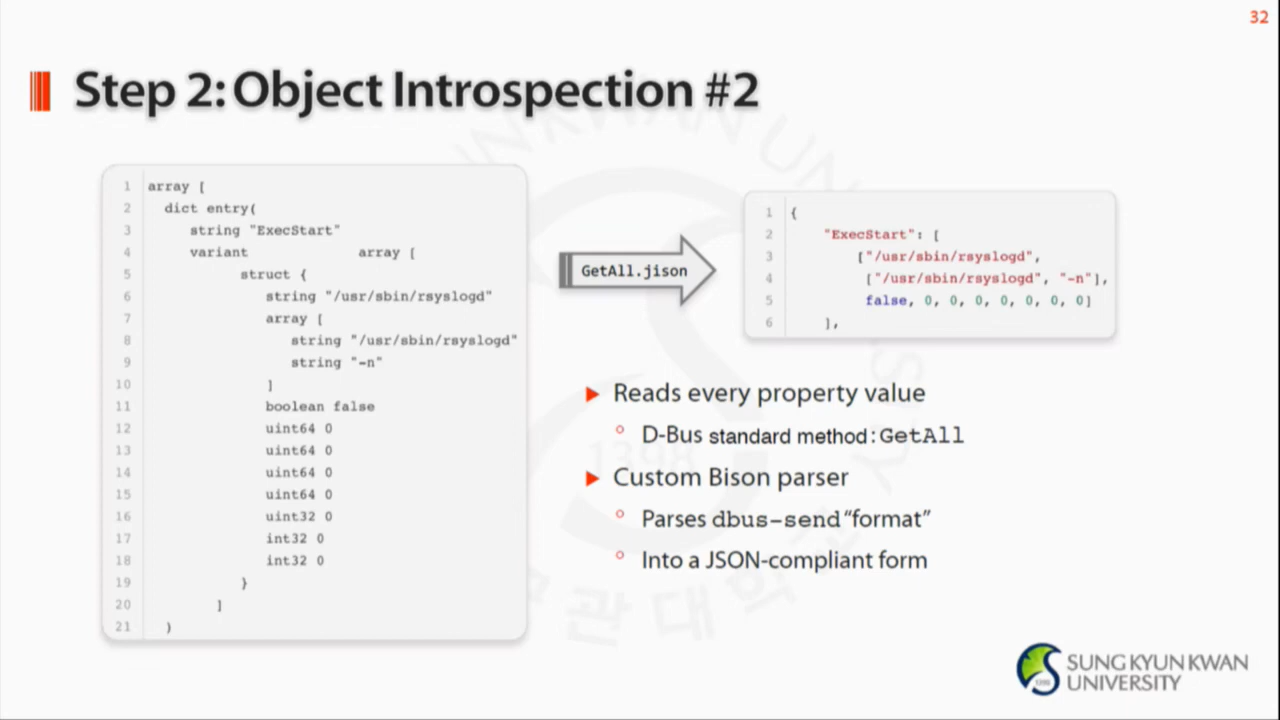 32
Step 2: Object Introspection #2
1 array [
2 dict entry(
3 string "ExecStart"
4 variant array [
5 struct {
6 string "/usr/sbin/rsyslogd"
7 array [
8 string "/usr/sbin/rsyslogd"
9 string "-n"
10 ]
11 boolean false
12 uint64 0
13 uint64 0
14 uint64 0
15 uint64 0
16 uint32 0
17 int32 0
18 int32 0
19 }
20 ]
21 )
GetAll.jison
1 {
2 "ExecStart": [
3 ["/usr/sbin/rsyslogd",
4 ["/usr/sbin/rsyslogd", "-n"],
5 false, 0, 0, 0, 0, 0, 0, 0]
6 ],
Reads every property value
D-Bus standard method: GetAll
Custom Bison parser
Parses dbus-send "format"
Into a JSON-compliant form
1398
SUNG KYUN KWAN
UNIVERSITY